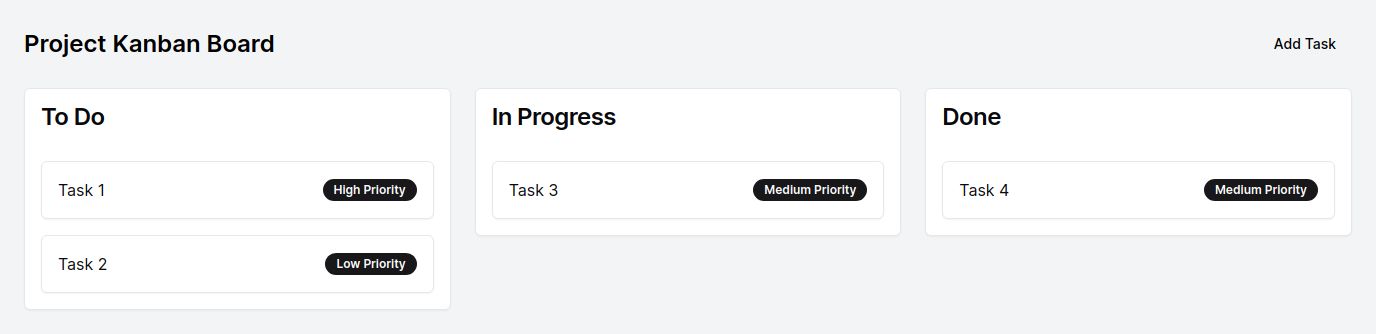 Project Kanban Board
Add Task
To Do
Task 1
High Priority
Task 2
Low Priority
In Progress
Task 3
Medium Priority
Done
Task 4
Medium Priority